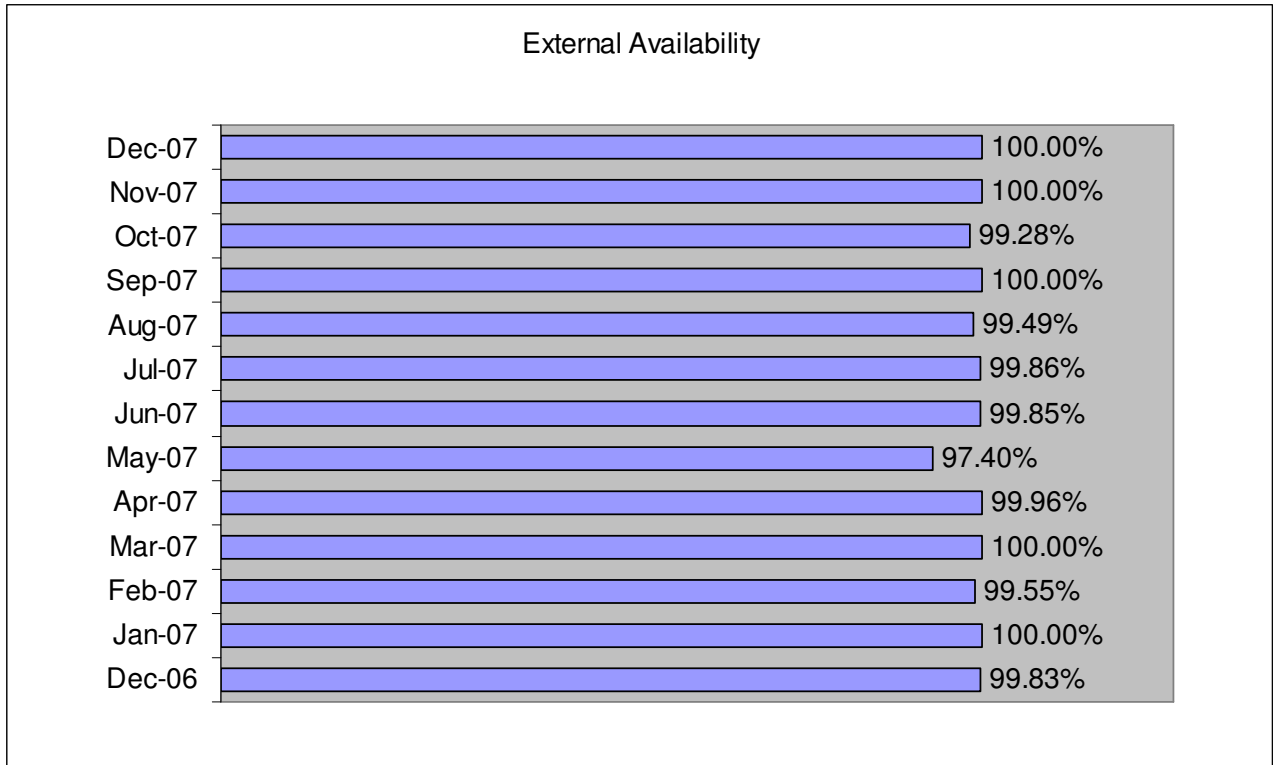 External Availability
Dec-07 100.00%
Nov-07 100.00%
Oct-07 99.28%
Sep-07 100.00%
Aug-07 99.49%
Jul-07 99.86%
Jun-07 99.85%
May-07 97.40%
Apr-07 99.96%
Mar-07 100.00%
Feb-07 99.55%
Jan-07 100.00%
Dec-06 99.83%